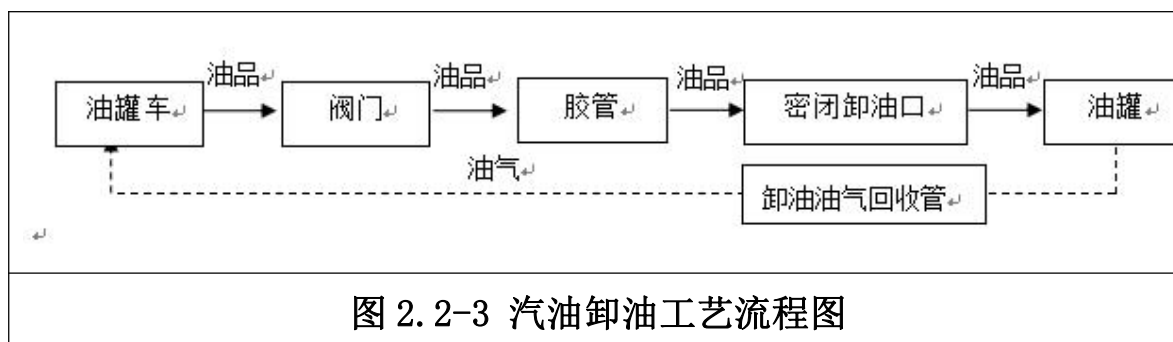 油品 油品 油品 油品
油罐车 阀门 胶管 密闭卸油口 油罐
油气
卸油油气回收管
图 2.2-3 汽油卸油工艺流程图